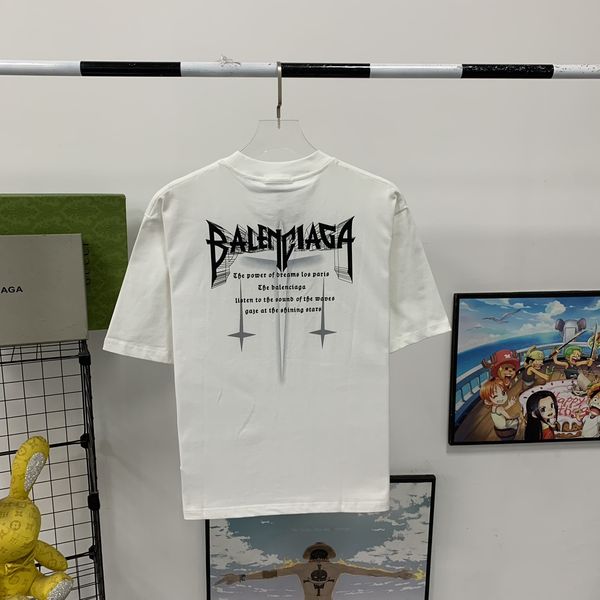 BALENCIAGA
The power of dreams los paris
The balenciaga
listen to the sound of the waves
gaze at the shining stars
AGA
HAPPY